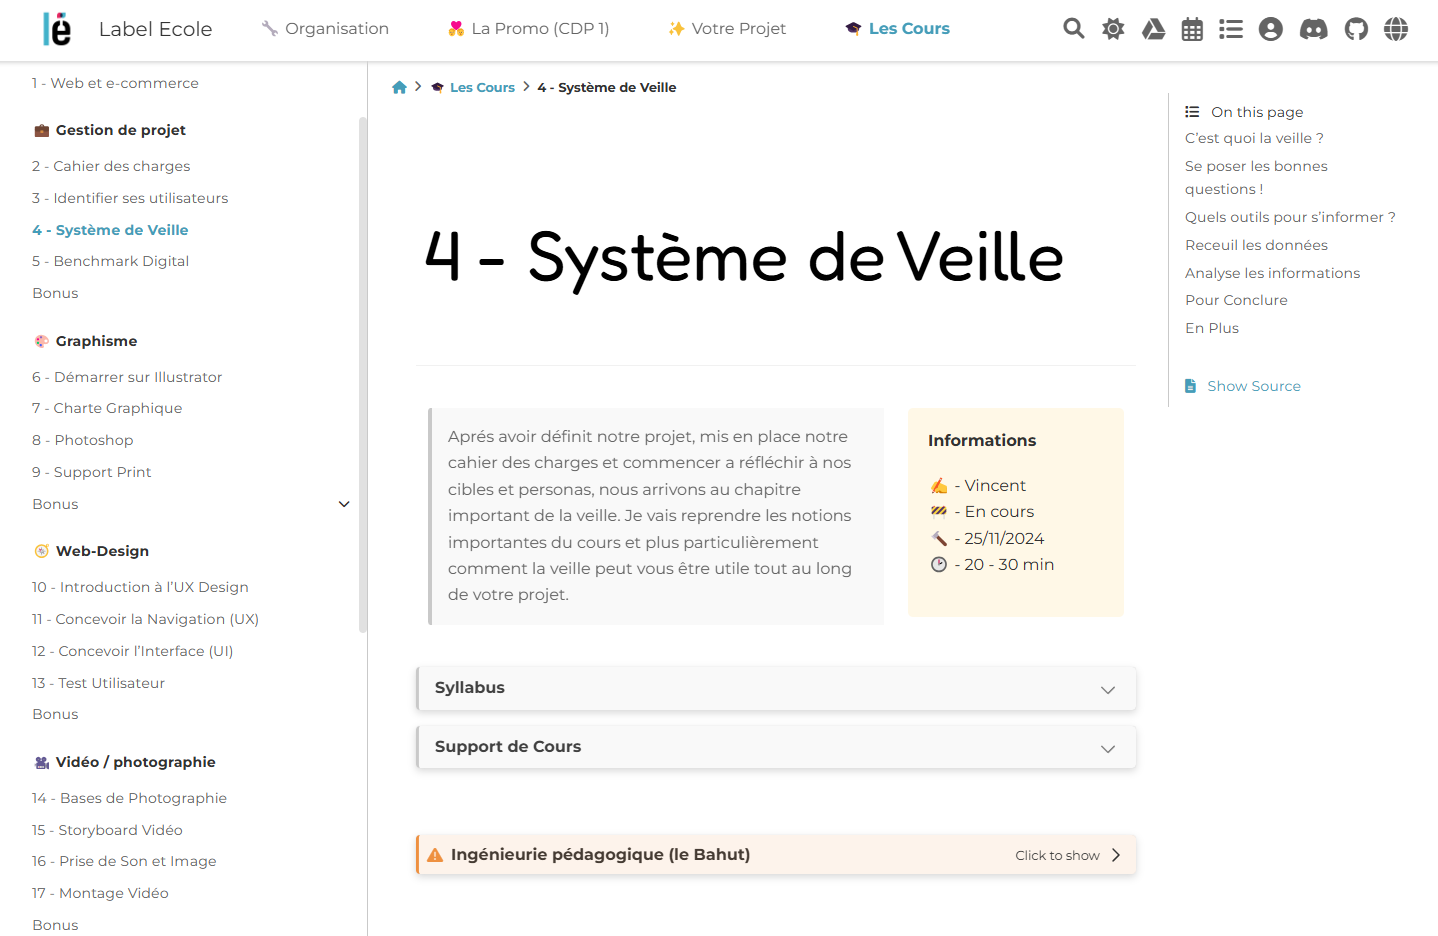 lé Label Ecole
Organisation
La Promo (CDP 1)
Votre Projet
Les Cours
1 - Web et e-commerce
Gestion de projet
2 - Cahier des charges
3 - Identifier ses utilisateurs
4 - Système de Veille
5 - Benchmark Digital
Bonus
Graphisme
6 - Démarrer sur Illustrator
7 - Charte Graphique
8 - Photoshop
9 - Support Print
Bonus
Web-Design
10 - Introduction à l’UX Design
11 - Concevoir la Navigation (UX)
12 - Concevoir l’Interface (UI)
13 - Test Utilisateur
Bonus
Vidéo / photographie
14 - Bases de Photographie
15 - Storyboard Vidéo
16 - Prise de Son et Image
17 - Montage Vidéo
Bonus
Les Cours > 4 - Système de Veille
4 - Système de Veille
Aprés avoir définit notre projet, mis en place notre
cahier des charges et commencer a réfléchir à nos
cibles et personas, nous arrivons au chapitre
important de la veille. Je vais reprendre les notions
importantes du cours et plus particulièrement
comment la veille peut vous être utile tout au long
de votre projet.
Informations
- Vincent
- En cours
- 25/11/2024
- 20 - 30 min
Syllabus
Support de Cours
Ingénieurie pédagogique (le Bahut)
Click to show
On this page
C’est quoi la veille ?
Se poser les bonnes
questions !
Quels outils pour s’informer ?
Receuil les données
Analyse les informations
Pour Conclure
En Plus
Show Source